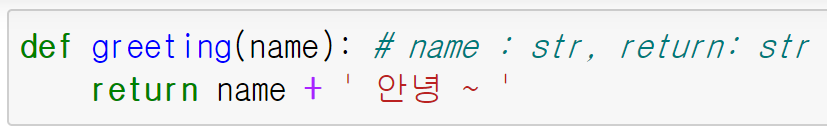 def greeting(name): # name : str, return: str
    return name + ' 안녕 ~ '